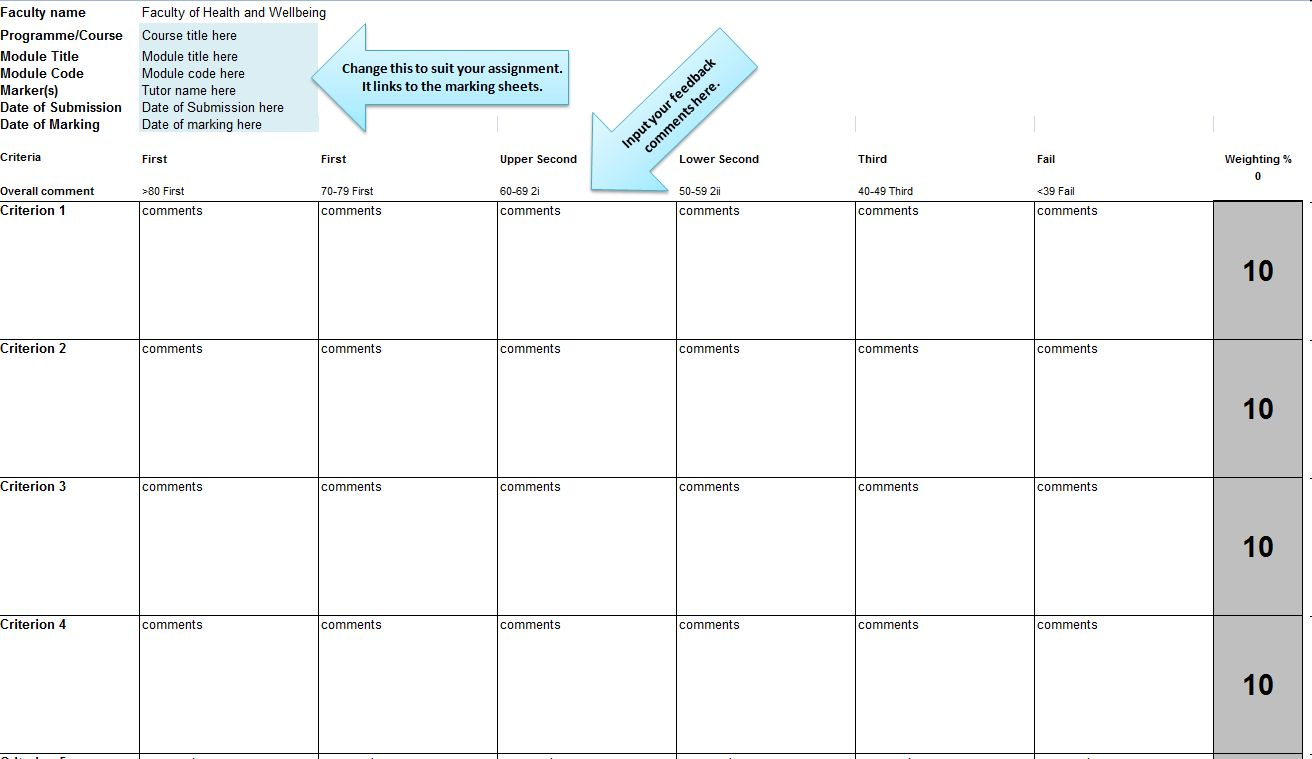 Faculty name Faculty of Health and Wellbeing
Programme/Course Course title here
Module Title Module title here
Module Code Module code here
Marker(s) Tutor name here
Date of Submission Date of Submission here
Date of Marking Date of marking here
Change this to suit your assignment.
It links to the marking sheets.
Input your feedback
comments here.
Criteria First First Upper Second Lower Second Third Fail Weighting %
0
Overall comment >80 First 70-79 First 60-69 2i 50-59 2ii 40-49 Third <39 Fail
Criterion 1 comments comments comments comments comments comments
10
Criterion 2 comments comments comments comments comments comments
10
Criterion 3 comments comments comments comments comments comments
10
Criterion 4 comments comments comments comments comments comments
10